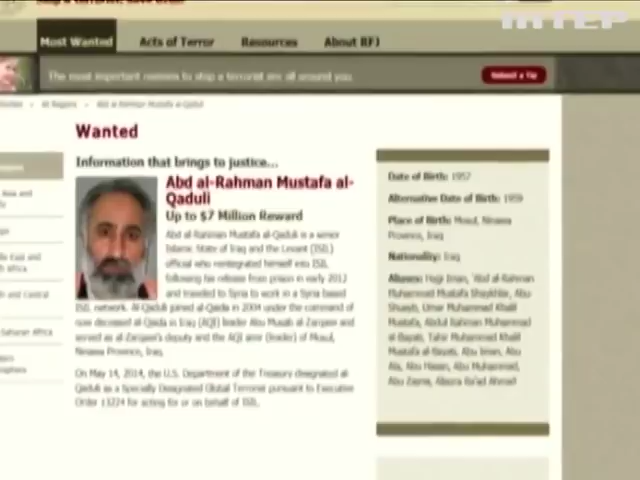 ІНТЕР
Most Wanted
Acts of Terror
Resources
About RFJ
The most important reasons to stop a terrorist are all around you.
Submit a Tip
Abd al-Rahman Mustafa al-Qaduli
Wanted
Information that brings to justice...
Abd al-Rahman Mustafa al-
Qaduli
Up to $7 Million Reward
Abd al-Rahman Mustafa al-Qaduli is a senior
Islamic State of Iraq and the Levant (ISIL)
official who reintegrated himself into ISIL
following his release from prison in early 2012
and traveled to Syria to work in a Syria based
ISIL network. Al-Qaduli joined al-Qaida in 2004 under the command of
now deceased al-Qaida in Iraq (AQI) leader Abu Musab al-Zarqawi and
served as al-Zarqawi's deputy and the AQI amir (leader) of Mosul,
Ninawa Province, Iraq.
On May 14, 2014, the U.S. Department of the Treasury designated al-
Qaduli as a Specially Designated Global Terrorist pursuant to Executive
Order 13224 for acting for or on behalf of ISIL.
Date of Birth: 1957
Alternative Date of Birth: 1959
Place of Birth: Mosul, Ninawa
Province, Iraq
Nationality: Iraq
Aliases: Hajji Iman, 'Abd al-Rahman
Muhammad Mustafa Shaykhlar, Abu
Shuayb, Umar Muhammad Khalil
Mustafa, Abdul Rahman Muhammad
al-Bayati, Tahir Muhammad Khalil
Mustafa al-Bayati, Abu Iman, Abu
Ala, Abu Hasan, Abu Muhammad,
Abu Zayna,